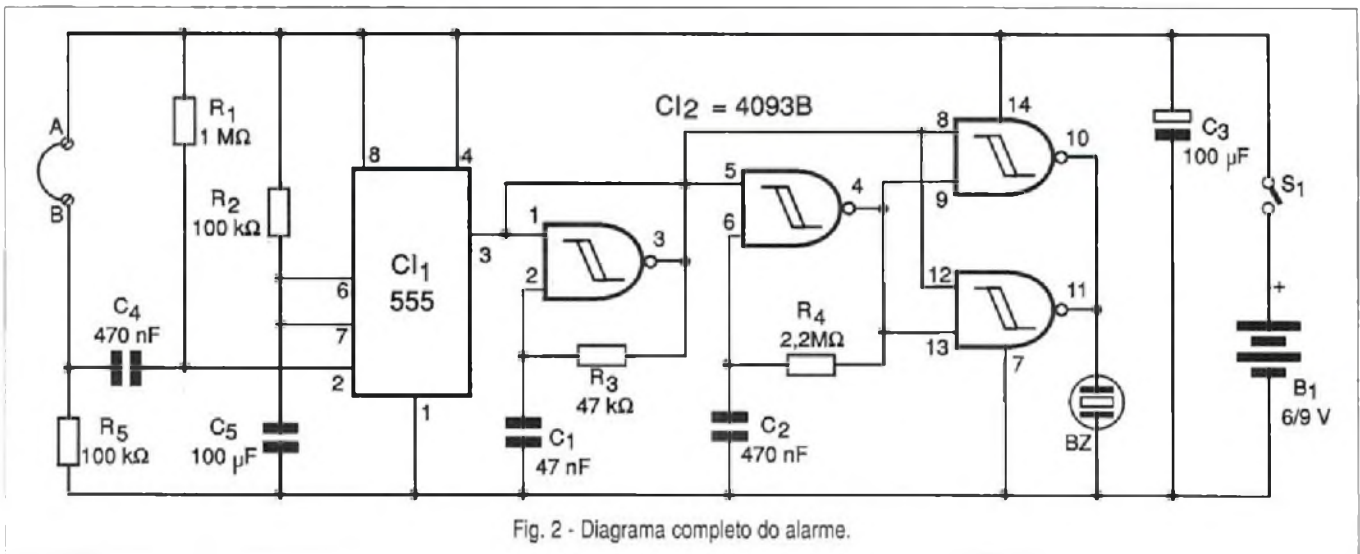 A
B
R1
1 MΩ
R2
100 kΩ
C4
470 nF
R5
100 kΩ
C5
100 µF
8
4
6
7
2
3
1
CI1
555
CI2 = 4093B
1
2
3
R3
47 kΩ
C1
47 nF
5
6
4
R4
2,2MΩ
C2
470 nF
8
9
14
10
12
13
11
7
BZ
C3
100 µF
S1
+
B1
6/9 V
Fig. 2 - Diagrama completo do alarme.